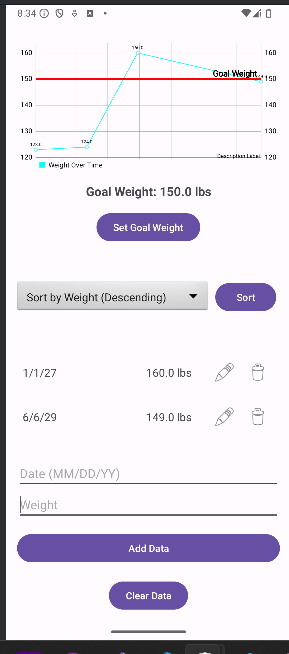 8:34
160 160
150 Goal Weight
140 140
130 130
124.0
120 Description Label 120
Weight Over Time
Goal Weight: 150.0 lbs
Set Goal Weight
Sort by Weight (Descending) Sort
1/1/27 160.0 lbs
6/6/29 149.0 lbs
Date (MM/DD/YY)
Weight
Add Data
Clear Data